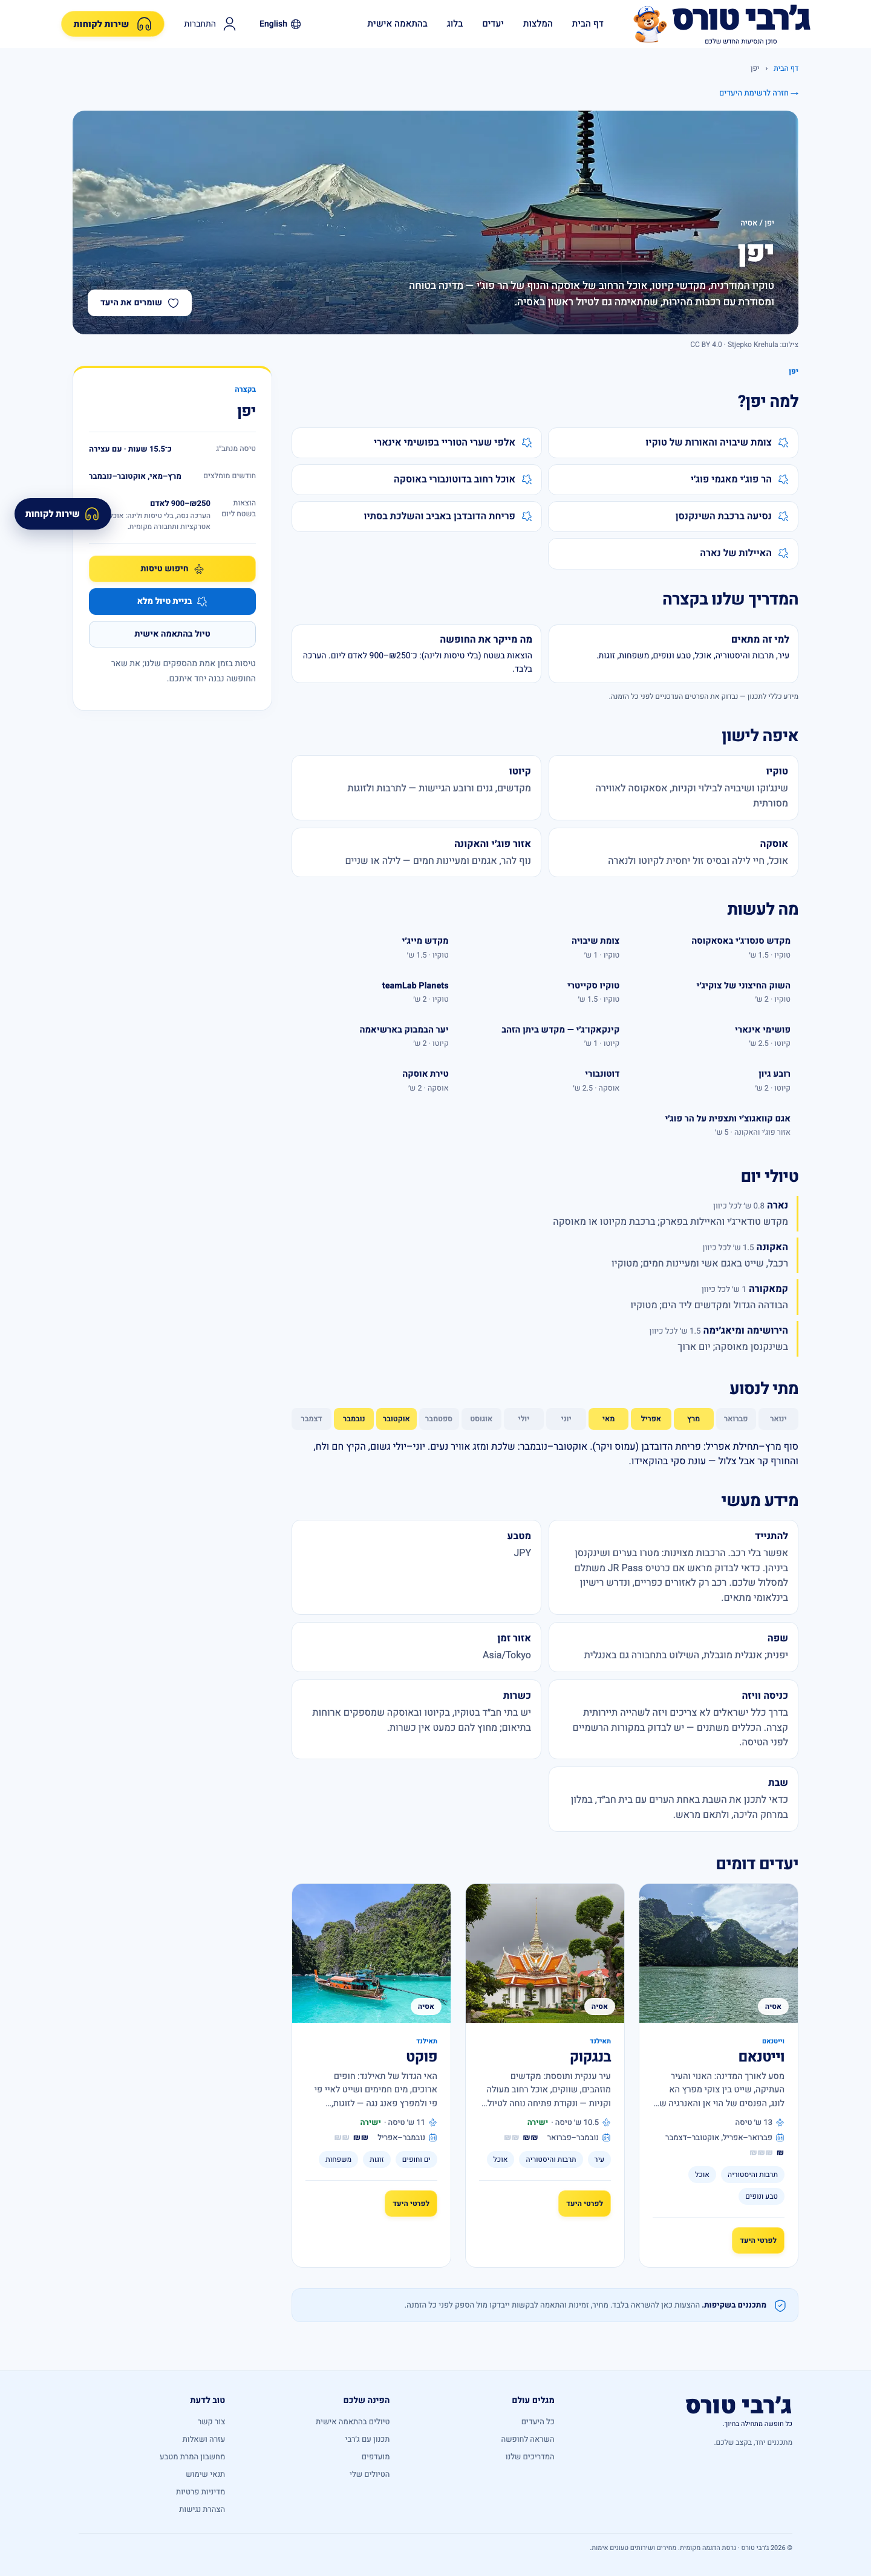 ג׳רבי טורס
סוכן הנסיעות החדש שלכם
דף הבית
המלצות
יעדים
בלוג
בהתאמה אישית
English
התחברות
שירות לקוחות
דף הבית › יפן
→ חזרה לרשימת היעדים
יפן / אסיה
יפן
טוקיו המודרנית, מקדשי קיוטו, אוכל הרחוב של אוסקה והנוף של הר פוג׳י — מדינה בטוחה
ומסודרת עם רכבות מהירות, שמתאימה גם לטיול ראשון באסיה.
שומרים את היעד
צילום: CC BY 4.0 · Stjepko Krehula
יפן
למה יפן?
צומת שיבויה והאורות של טוקיו
אלפי שערי הטוריי בפושימי אינארי
הר פוג׳י מאגמי פוג׳י
אוכל רחוב בדוטונבורי באוסקה
נסיעה ברכבת השינקנסן
פריחת הדובדבן באביב והשלכת בסתיו
האיילות של נארה
בקצרה
יפן
טיסה מנתב״ג
כ־15.5 שעות · עם עצירה
חודשים מומלצים
מרץ–מאי, אוקטובר–נובמבר
הוצאות
בשטח ליום
₪250–900 לאדם
הערכה גסה, בלי טיסות ולינה: אוכל
אטרקציות ותחבורה מקומית.
שירות לקוחות
חיפוש טיסות
בניית טיול מלא
טיול בהתאמה אישית
טיסות בזמן אמת מהספקים שלנו; את שאר
החופשה נבנה יחד איתכם.
המדריך שלנו בקצרה
למי זה מתאים
עיר, תרבות והיסטוריה, אוכל, טבע ונופים, משפחות, זוגות.
מה מייקר את החופשה
הוצאות בשטח (בלי טיסות ולינה): כ־₪250–900 לאדם ליום. הערכה
בלבד.
מידע כללי לתכנון — נבדוק את הפרטים העדכניים לפני כל הזמנה.
איפה לישון
טוקיו
שינג׳וקו ושיבויה לבילוי וקניות, אסאקוסה לאווירה
מסורתית
קיוטו
מקדשים, גנים ורובע הגיישות — לתרבות ולזוגות
אוסקה
אוכל, חיי לילה ובסיס זול יחסית לקיוטו ולנארה
אזור פוג׳י והאקונה
נוף להר, אגמים ומעיינות חמים — לילה או שניים
מה לעשות
מקדש סנסוׁג׳י באסאקוסה
טוקיו · 1.5 ש׳
צומת שיבויה
טוקיו · 1 ש׳
מקדש מייג׳י
טוקיו · 1.5 ש׳
השוק החיצוני של צוקיג׳י
טוקיו · 2 ש׳
טוקיו סקייטרי
טוקיו · 1.5 ש׳
teamLab Planets
טוקיו · 2 ש׳
פושימי אינארי
קיוטו · 2.5 ש׳
קינקאקוׁג׳י — מקדש ביתן הזהב
קיוטו · 1 ש׳
יער הבמבוק באראשיאמה
קיוטו · 2 ש׳
רובע גיון
קיוטו · 2 ש׳
דוטונבורי
אוסקה · 2.5 ש׳
טירת אוסקה
אוסקה · 2 ש׳
אגם קוואגוצ׳י ותצפית על הר פוג׳י
אזור פוג׳י והאקונה · 5 ש׳
טיולי יום
נארה 0.8 ש׳ לכל כיוון
מקדש טודאי־ג׳י והאיילות בפארק; ברכבת מקיוטו או מאוסקה
האקונה 1.5 ש׳ לכל כיוון
רכבל, שייט באגם אשי ומעיינות חמים; מטוקיו
קמאקורה 1 ש׳ לכל כיוון
הבודהה הגדול ומקדשים ליד הים; מטוקיו
הירושימה ומיאג׳ימה 1.5 ש׳ לכל כיוון
בשינקנסן מאוסקה; יום ארוך
מתי לנסוע
ינואר
פברואר
מרץ
אפריל
מאי
יוני
יולי
אוגוסט
ספטמבר
אוקטובר
נובמבר
דצמבר
סוף מרץ–תחילת אפריל: פריחת הדובדבן (עמוס ויקר). אוקטובר–נובמבר: שלכת ומזג אוויר נעים. יוני–יולי גשום, הקיץ חם ולח,
והחורף קר אבל צלול — עונת סקי בהוקאידו.
מידע מעשי
להתנייד
אפשר בלי רכב. הרכבות מצוינות: מטרו בערים ושינקנסן
ביניהן. כדאי לבדוק מראש אם כרטיס JR Pass משתלם
למסלול שלכם. רכב רק לאזורים כפריים, ונדרש רישיון
בינלאומי מתאים.
מטבע
JPY
שפה
יפנית; אנגלית מוגבלת, השילוט בתחבורה גם באנגלית
אזור זמן
Asia/Tokyo
כניסה וויזה
בדרך כלל ישראלים לא צריכים ויזה לשהייה תיירותית
קצרה. הכללים משתנים — יש לבדוק במקורות הרשמיים
לפני הטיסה.
כשרות
יש בתי חב״ד בטוקיו, בקיוטו ובאוסקה שמספקים ארוחות
בתיאום; מחוץ להם כמעט אין כשרות.
שבת
כדאי לתכנן את השבת באחת הערים עם בית חב״ד, במלון
במרחק הליכה, ולתאם מראש.
יעדים דומים
אסיה
וייטנאם
וייטנאם
מסע לאורך המדינה: האנוי והעיר
העתיקה, שייט בין צוקי מפרץ הא
לונג, הפנסים של הוי אן והאנרגיה ש...
13 ש׳ טיסה
פברואר–אפריל, אוקטובר–דצמבר
₪ ₪₪₪
תרבות והיסטוריה
אוכל
טבע ונופים
לפרטי היעד
אסיה
תאילנד
בנגקוק
עיר ענקית ותוססת: מקדשים
מוזהבים, שווקים, אוכל רחוב מעולה
וקניות — ונקודת פתיחה נוחה לטיול...
10.5 ש׳ טיסה · ישירה
נובמבר–פברואר ₪₪ ₪₪
עיר
תרבות והיסטוריה
אוכל
לפרטי היעד
אסיה
תאילנד
פוקט
האי הגדול של תאילנד: חופים
ארוכים, מים חמימים ושייט לאיי פי
פי ולמפרץ פאנג נגה — לזוגות,...
11 ש׳ טיסה · ישירה
נובמבר–אפריל ₪₪ ₪₪
ים וחופים
זוגות
משפחות
לפרטי היעד
מתכננים בשקיפות. ההצעות כאן להשראה בלבד. מחיר, זמינות והתאמה לבקשות ייבדקו מול הספק לפני כל הזמנה.
ג׳רבי טורס
כל חופשה מתחילה בחיוך.
מתכננים יחד, בקצב שלכם.
מגלים עולם
כל היעדים
השראה לחופשה
המדריכים שלנו
הפינה שלכם
טיולים בהתאמה אישית
תכנון עם ג׳רבי
מועדפים
הטיולים שלי
טוב לדעת
צור קשר
עזרה ושאלות
מחשבון המרת מטבע
תנאי שימוש
מדיניות פרטיות
הצהרת נגישות
© 2026 ג׳רבי טורס · גרסת הדגמה מקומית. מחירים ושירותים טעונים אימות.